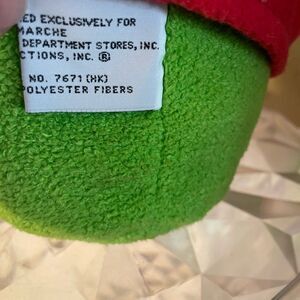 ED EXCLUSIVELY FOR
MARCHE
DEPARTMENT STORES, INC.
CTIONS, INC. ®
NO. 7671 (HK)
POLYESTER FIBERS